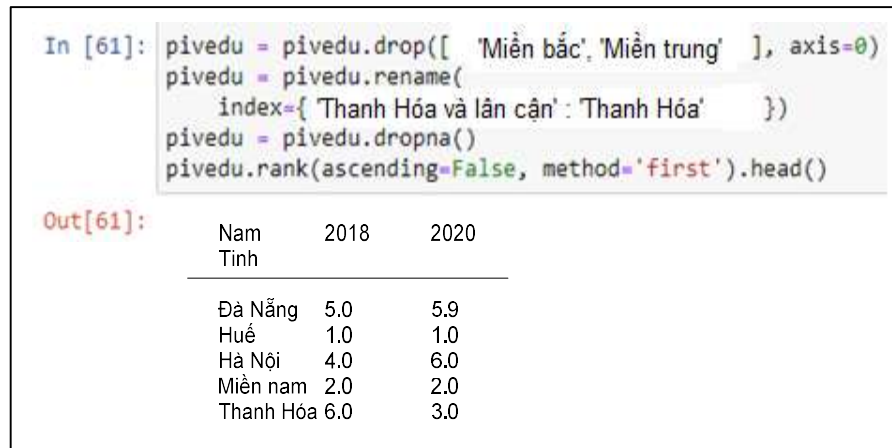 In [61]: pivedu = pivedu.drop([ 'Miền bắc', 'Miền trung' ], axis=0)
pivedu = pivedu.rename(
index={ 'Thanh Hóa và lân cận' : 'Thanh Hóa' })
pivedu = pivedu.dropna()
pivedu.rank(ascending=False, method='first').head()
Out[61]:
Nam 2018 2020
Tinh
Đà Nẵng 5.0 5.9
Huế 1.0 1.0
Hà Nội 4.0 6.0
Miền nam 2.0 2.0
Thanh Hóa 6.0 3.0